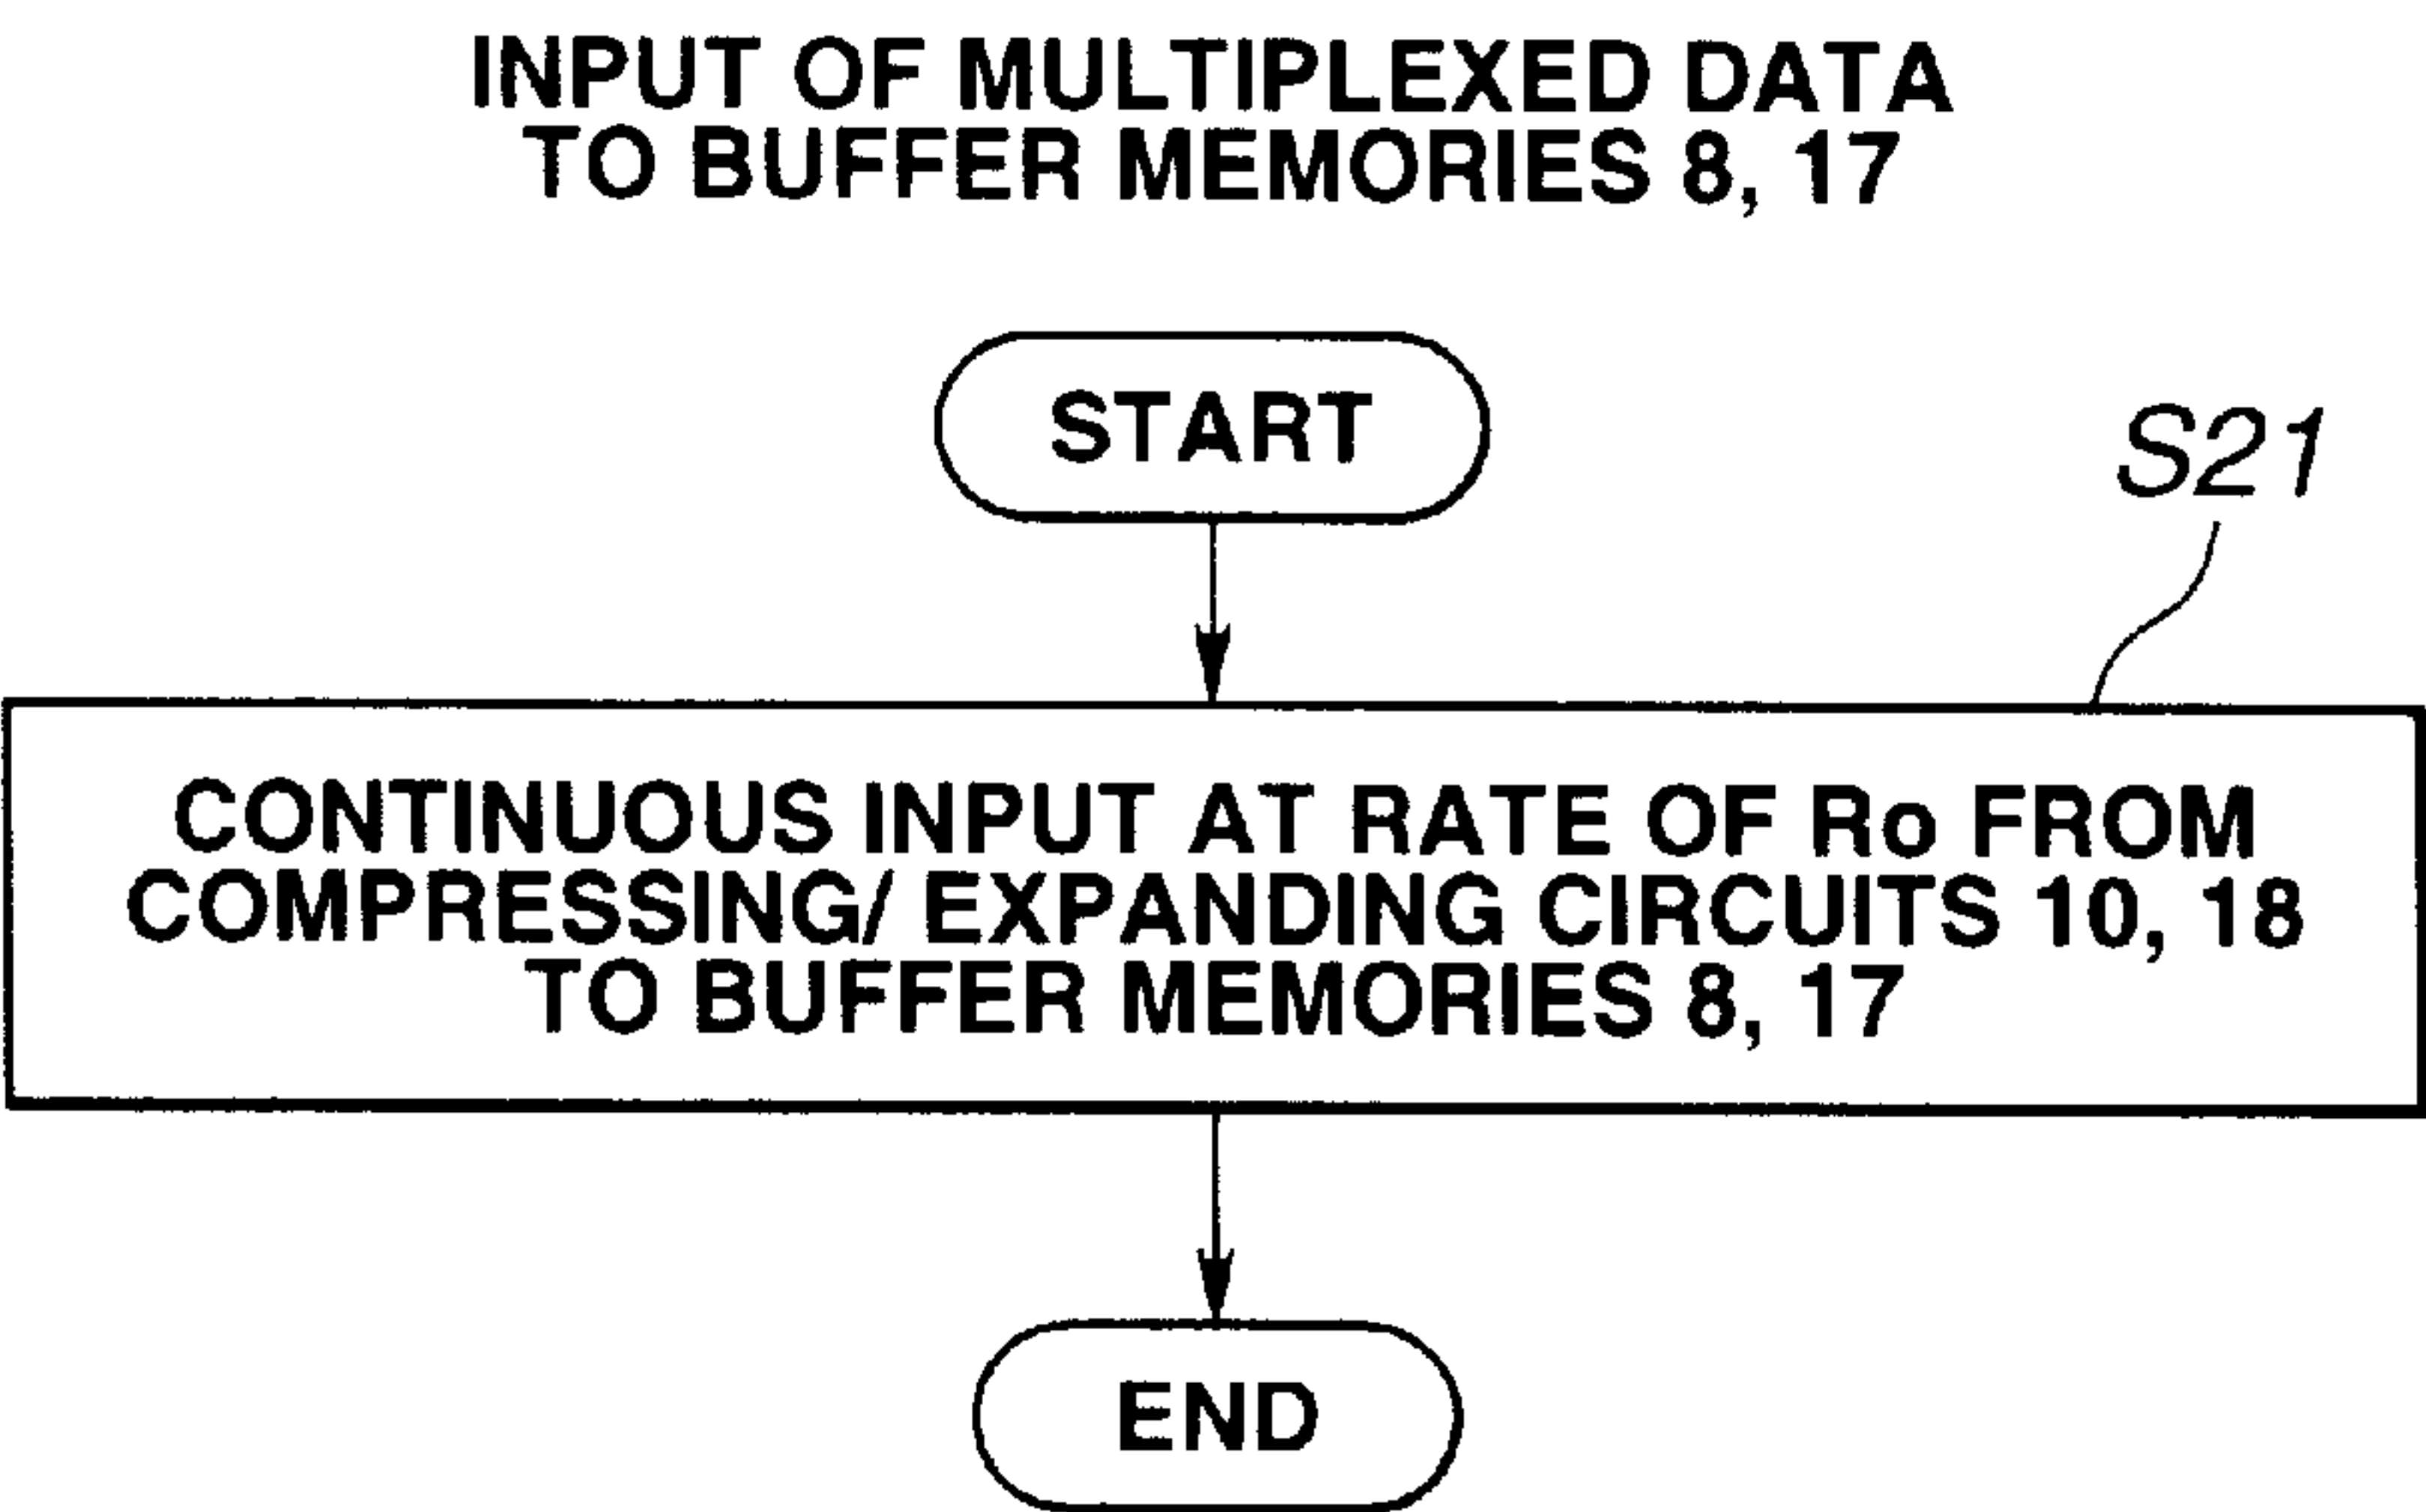 INPUT OF MULTIPLEXED DATA
TO BUFFER MEMORIES 8, 17
START
S21
CONTINUOUS INPUT AT RATE OF Ro FROM
COMPRESSING/ EXPANDING CIRCUITS 10, 18
TO BUFFER MEMORIES 8, 17
END